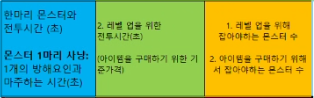 한마리 몬스터와
전투시간 (초)
몬스터 1마리 사냥:
1개의 방해요인과
마주하는 시간(초)
2. 레벨 업을 위한
전투시간(초)
(아이템을 구매하기 위한 기
준가격)
1. 레벨 업을 위해
잡아야하는 몬스터 수
2. 아이템을 구매하기 위해
서 잡아야하는 몬스터 수